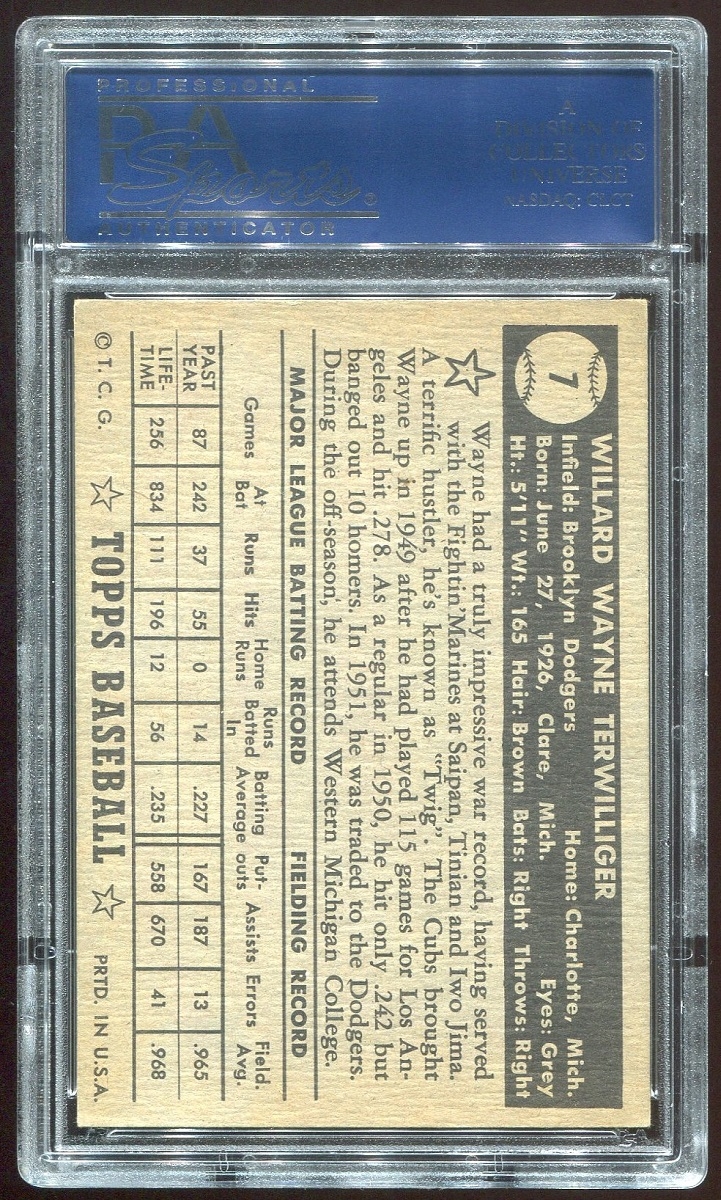 PROFESSIONAL
PSA
Sports
AUTHENTICATOR
A
DIVISION OF
COLLECTORS
UNIVERSE
NASDAQ: CLCT
7
WILLARD WAYNE TERWILLIGER
Infield: Brooklyn Dodgers Home: Charlotte, Mich.
Born: June 27, 1926, Clare, Mich. Eyes: Grey
Ht.: 5'11" Wt.: 165 Hair: Brown Bats: Right Throws: Right
Wayne had a truly impressive war record, having served
with the Fightin' Marines at Saipan, Tinian and Iwo Jima.
A terrific hustler, he's known as "Twig". The Cubs brought
Wayne up in 1949 after he had played 115 games for Los An-
geles and hit .278. As a regular in 1950, he hit only .242 but
banged out 10 homers. In 1951, he was traded to the Dodgers.
During the off-season, he attends Western Michigan College.
MAJOR LEAGUE BATTING RECORD FIELDING RECORD
Games At Bat Runs Hits Home Runs Runs Batted In Batting Average Put-outs Assists Errors Field. Avg.
PAST YEAR 87 242 37 55 0 14 .227 167 187 13 .965
LIFE-TIME 256 834 111 196 12 56 .235 558 670 41 .968
© T. C. G. TOPPS BASEBALL PRTD. IN U.S.A.